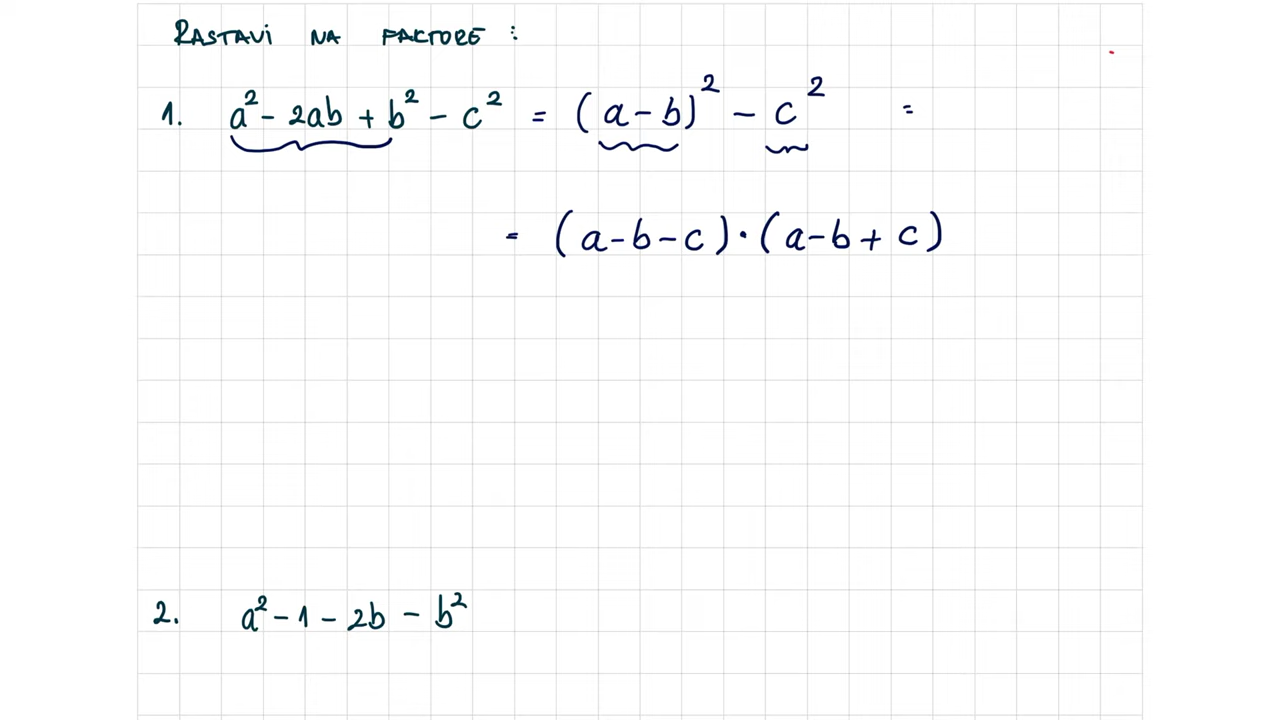 RASTAVI NA FAKTORE :
1. a² - 2ab + b² - c² = (a - b)² - c² =
= (a - b - c) · (a - b + c)
2. a² - 1 - 2b - b²